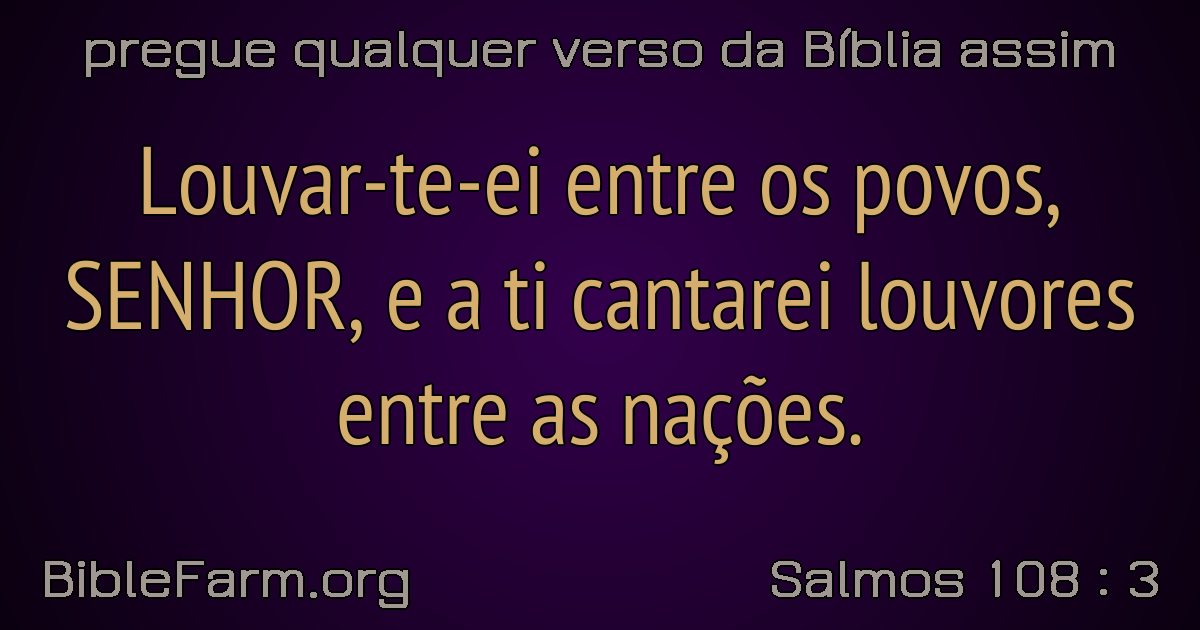 pregue qualquer verso da Bíblia assim
Louvar-te-ei entre os povos,
SENHOR, e a ti cantarei louvores
entre as nações.
BibleFarm.org
Salmos 108 : 3